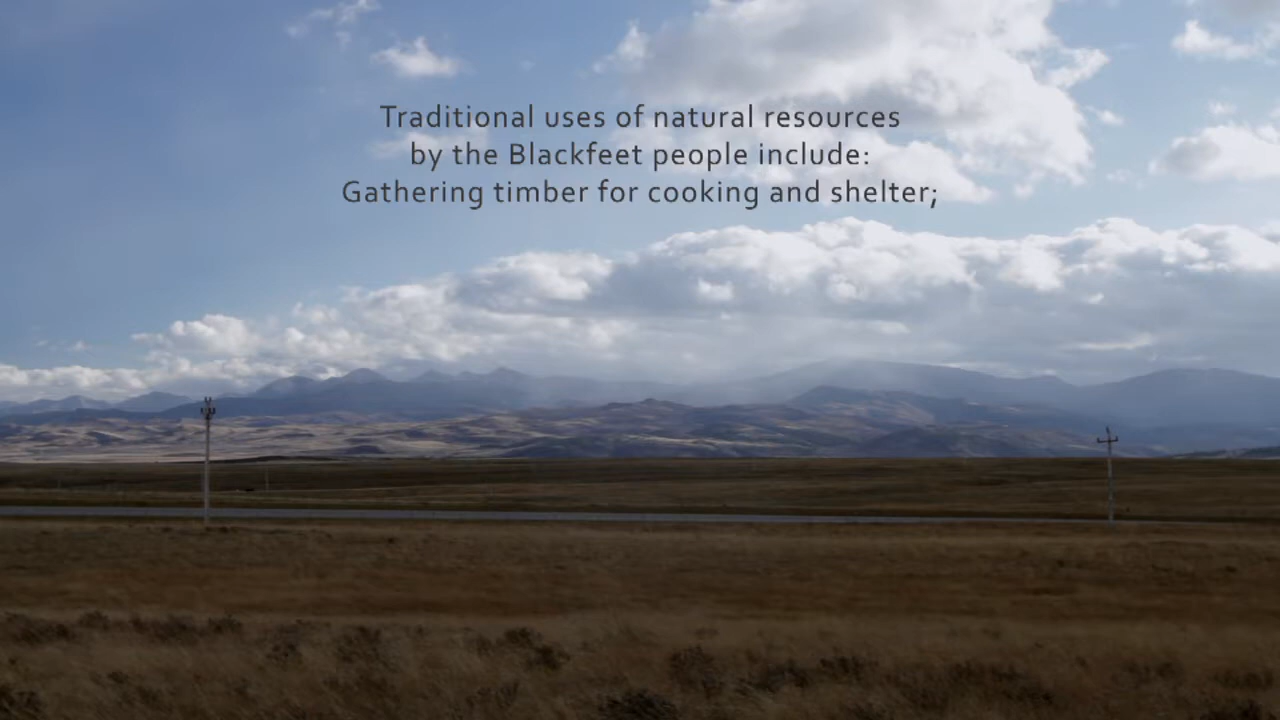 Traditional uses of natural resources
by the Blackfeet people include:
Gathering timber for cooking and shelter;